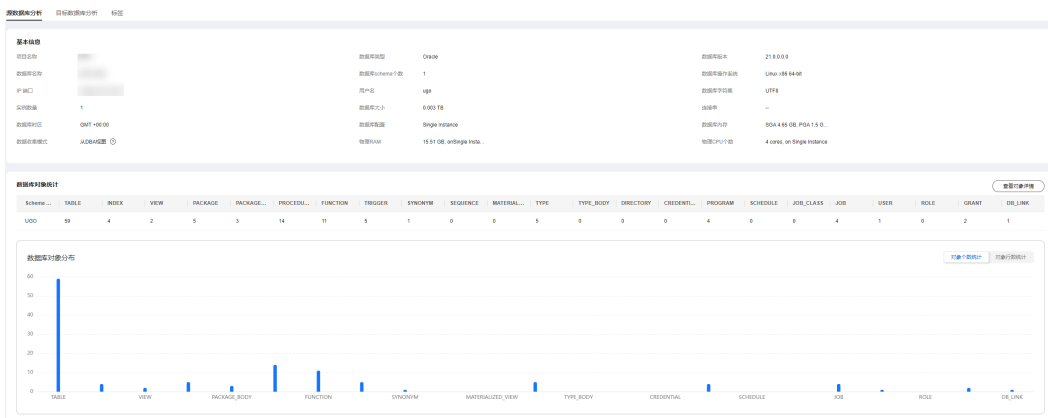 源数据库分析 目标数据库分析 标签
基本信息
项目名称 数据库类型 Oracle 数据库版本 21.0.0.0.0
数据库名称 数据库schema个数 1 数据库操作系统 Linux x86 64-bit
IP 端口 用户名 ugo 数据库字符集 UTF8
实例数量 1 数据库大小 0.003 TB 连接串 --
数据库时区 GMT +00:00 数据库配置 Single Instance 数据库内存 SGA 4.65 GB, PGA 1.5 G...
数据收集模式 从DBA视图 物理RAM 15.51 GB, onSingle Insta... 物理CPU个数 4 cores, on Single Instance
数据库对象统计 查看对象详情
Schema ... TABLE INDEX VIEW PACKAGE PACKAGE... PROCEDU... FUNCTION TRIGGER SYNONYM SEQUENCE MATERIAL... TYPE TYPE_BODY DIRECTORY CREDENTI... PROGRAM SCHEDULE JOB_CLASS JOB USER ROLE GRANT DB_LINK
UGO 59 4 2 5 3 14 11 5 1 0 0 5 0 0 0 4 0 0 4 1 0 2 1
数据库对象分布 对象个数统计 对象行数统计
60
50
40
30
20
10
0
TABLE VIEW PACKAGE_BODY FUNCTION SYNONYM MATERIALIZED_VIEW TYPE_BODY CREDENTIAL SCHEDULE JOB ROLE DB_LINK